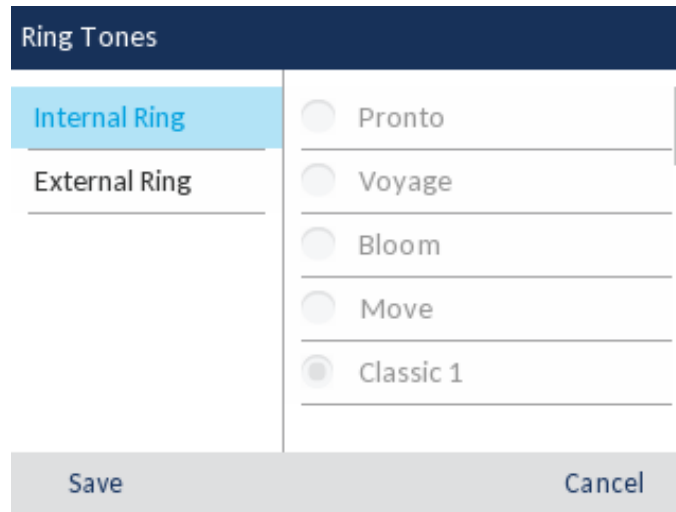 Ring Tones
Internal Ring
External Ring
Pronto
Voyage
Bloom
Move
Classic 1
Save
Cancel